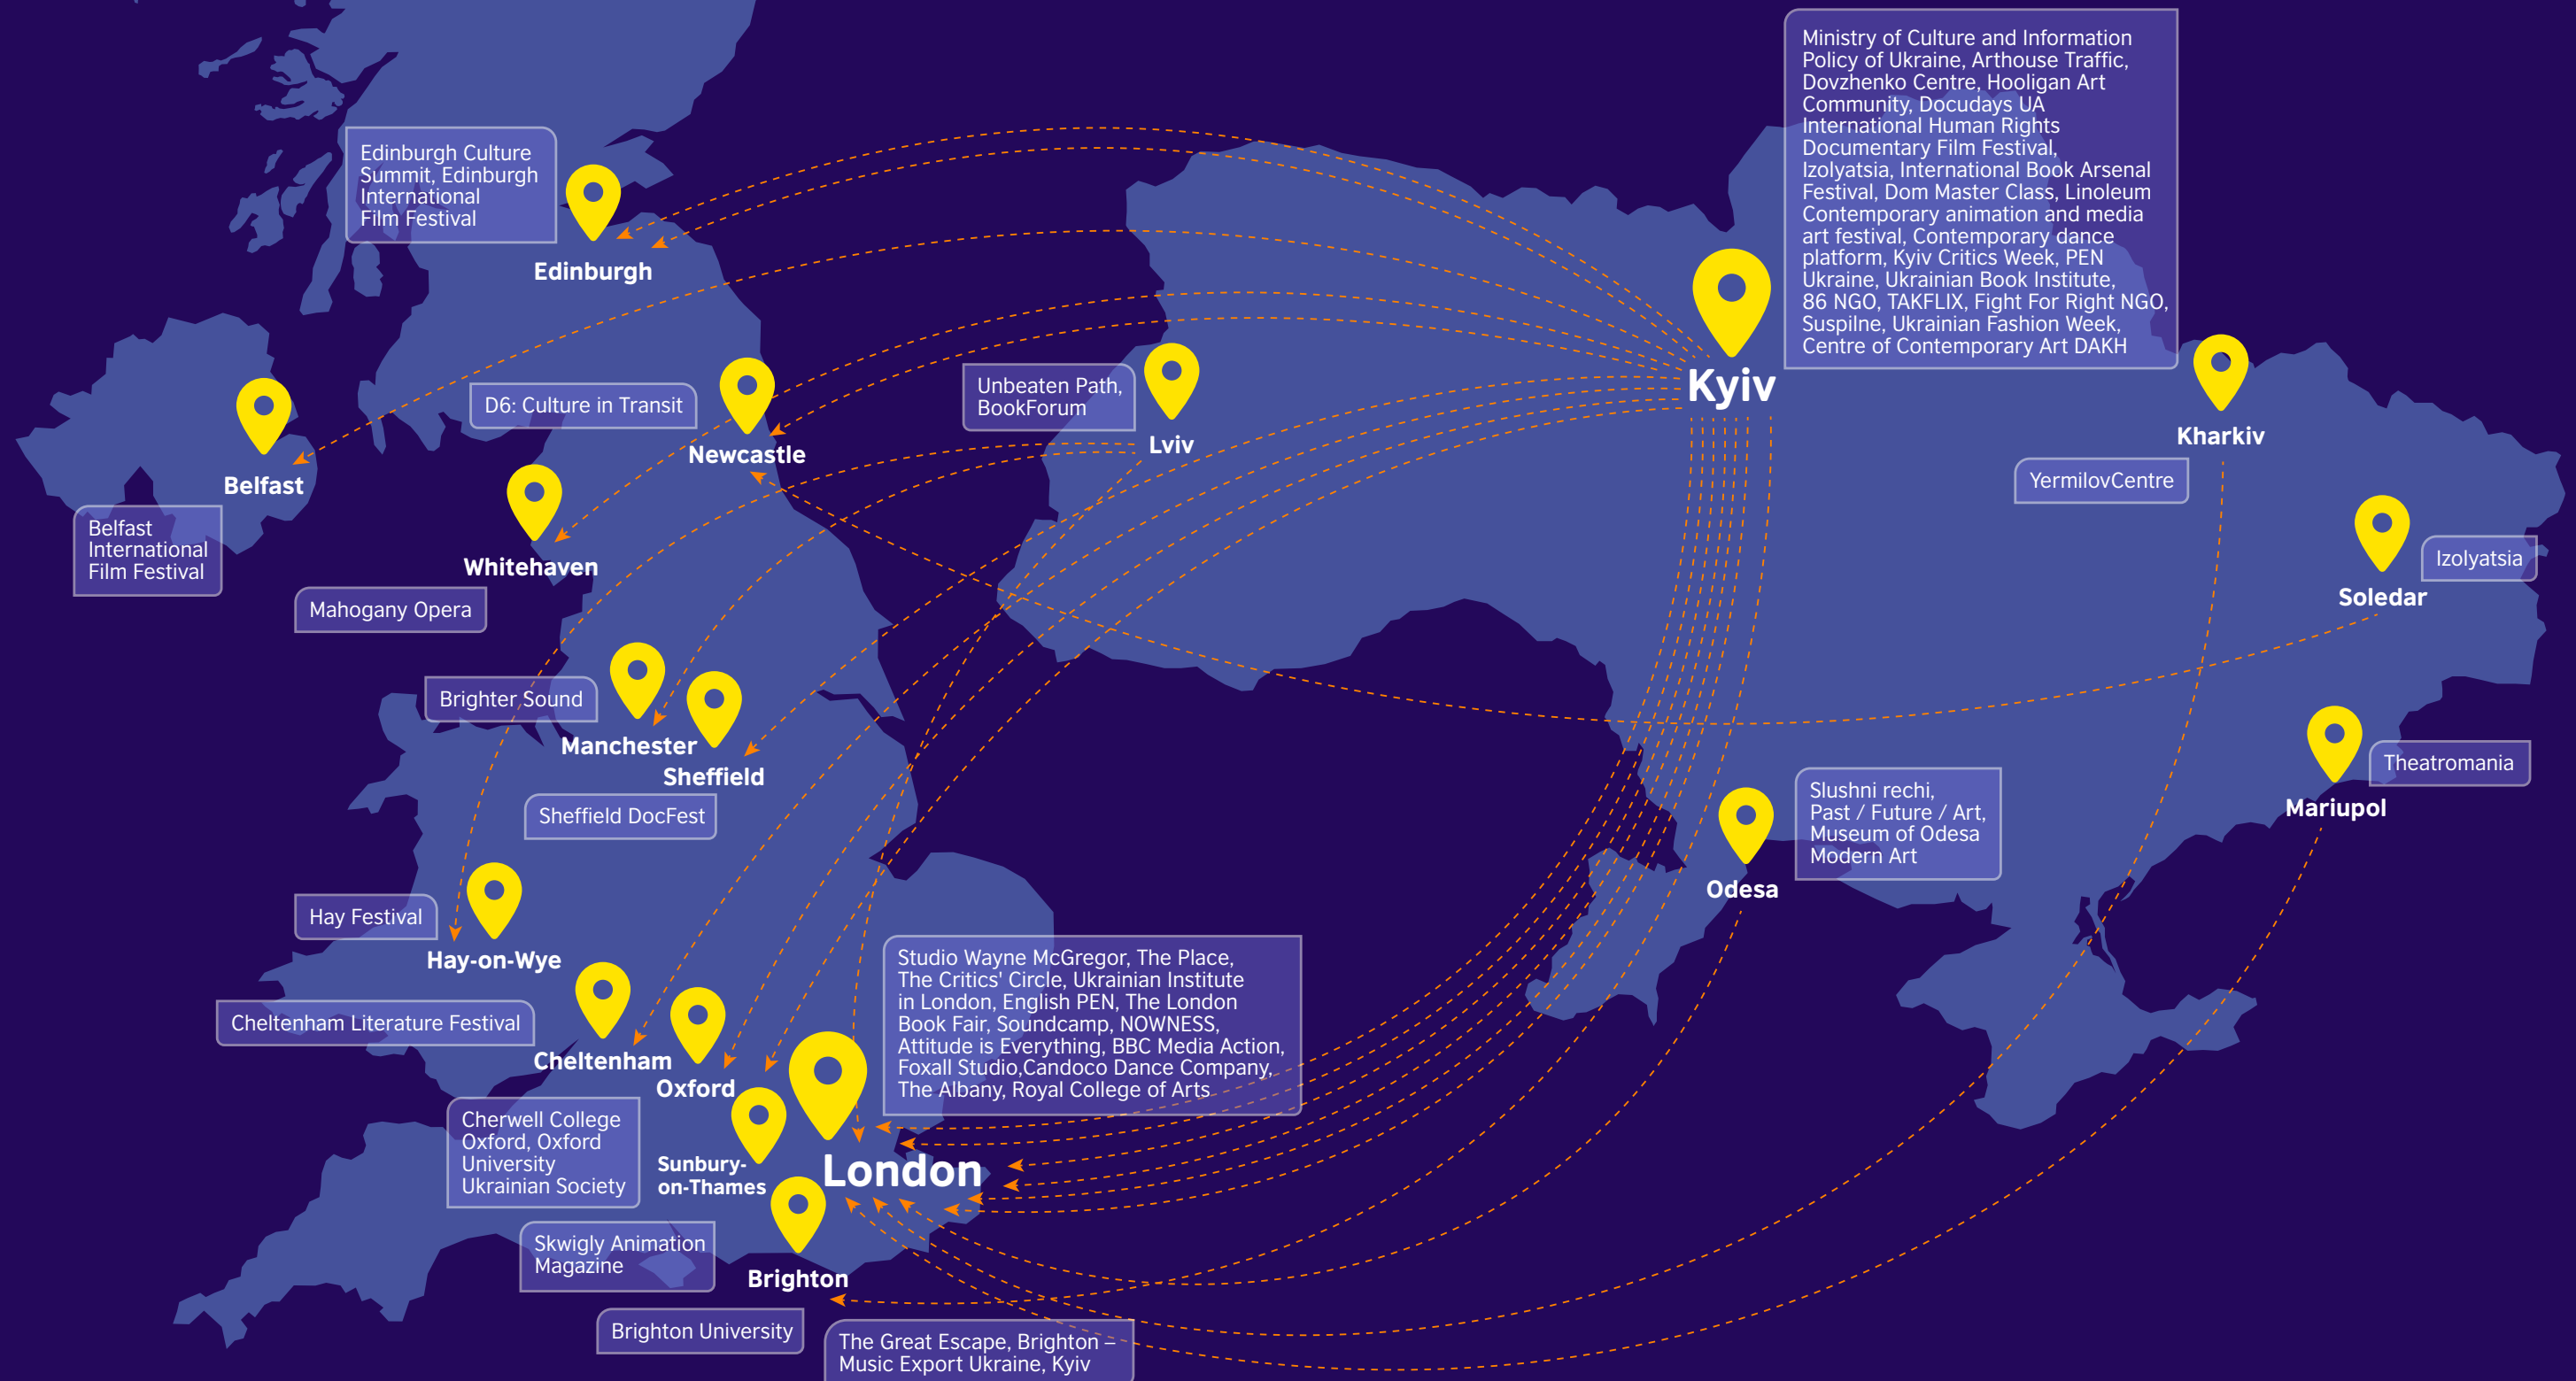 Ministry of Culture and Information
Policy of Ukraine, Arthouse Traffic,
Dovzhenko Centre, Hooligan Art
Community, Docudays UA
International Human Rights
Documentary Film Festival,
Izolyatsia, International Book Arsenal
Festival, Dom Master Class, Linoleum
Contemporary animation and media
art festival, Contemporary dance
platform, Kyiv Critics Week, PEN
Ukraine, Ukrainian Book Institute,
86 NGO, TAKFLIX, Fight For Right NGO,
Suspilne, Ukrainian Fashion Week,
Centre of Contemporary Art DAKH
Kyiv
Edinburgh Culture
Summit, Edinburgh
International
Film Festival
Edinburgh
D6: Culture in Transit
Newcastle
Unbeaten Path,
BookForum
Lviv
Kharkiv
YermilovCentre
Belfast
Belfast
International
Film Festival
Whitehaven
Mahogany Opera
Izolyatsia
Soledar
Brighter Sound
Manchester
Sheffield
Sheffield DocFest
Theatromania
Mariupol
Slushni rechi,
Past / Future / Art,
Museum of Odesa
Modern Art
Odesa
Hay Festival
Hay-on-Wye
Cheltenham Literature Festival
Cheltenham
Oxford
Studio Wayne McGregor, The Place,
The Critics' Circle, Ukrainian Institute
in London, English PEN, The London
Book Fair, Soundcamp, NOWNESS,
Attitude is Everything, BBC Media Action,
Foxall Studio,Candoco Dance Company,
The Albany, Royal College of Arts
London
Cherwell College
Oxford, Oxford
University
Ukrainian Society
Sunbury-
on-Thames
Skwigly Animation
Magazine
Brighton
Brighton University
The Great Escape, Brighton –
Music Export Ukraine, Kyiv